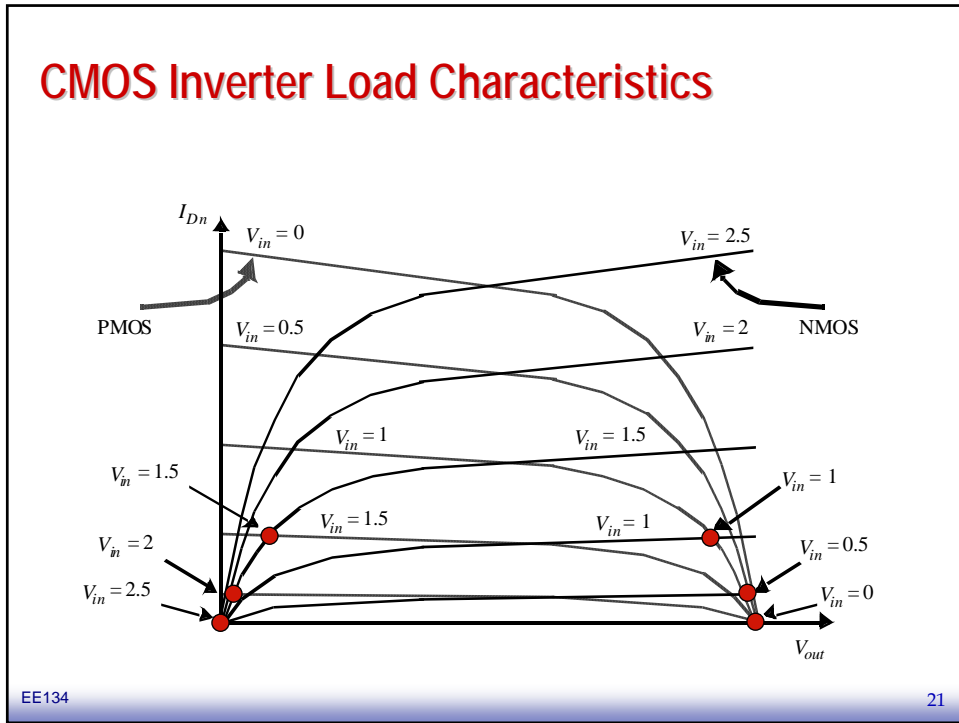 CMOS Inverter Load Characteristics
I_Dn
V_in = 0
V_in = 2.5
PMOS
NMOS
V_in = 0.5
V_in = 2
V_in = 1
V_in = 1.5
V_in = 1.5
V_in = 1
V_in = 1.5
V_in = 1
V_in = 2
V_in = 0.5
V_in = 2.5
V_in = 0
V_out
EE134
21